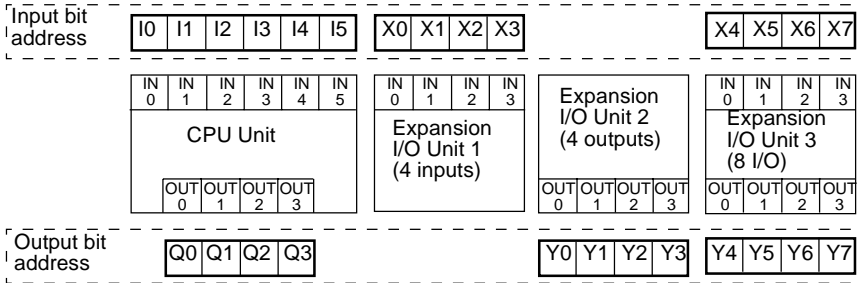 Input bit address
I0 I1 I2 I3 I4 I5 X0 X1 X2 X3 X4 X5 X6 X7
IN 0 IN 1 IN 2 IN 3 IN 4 IN 5
CPU Unit
OUT 0 OUT 1 OUT 2 OUT 3
IN 0 IN 1 IN 2 IN 3
Expansion
I/O Unit 1
(4 inputs)
Expansion
I/O Unit 2
(4 outputs)
OUT 0 OUT 1 OUT 2 OUT 3
IN 0 IN 1 IN 2 IN 3
Expansion
I/O Unit 3
(8 I/O)
OUT 0 OUT 1 OUT 2 OUT 3
Output bit address
Q0 Q1 Q2 Q3 Y0 Y1 Y2 Y3 Y4 Y5 Y6 Y7